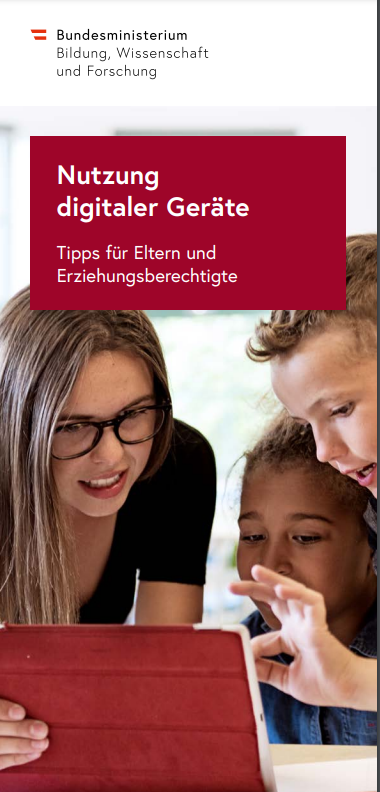 Bundesministerium
Bildung, Wissenschaft
und Forschung
Nutzung
digitaler Geräte
Tipps für Eltern und
Erziehungsberechtigte